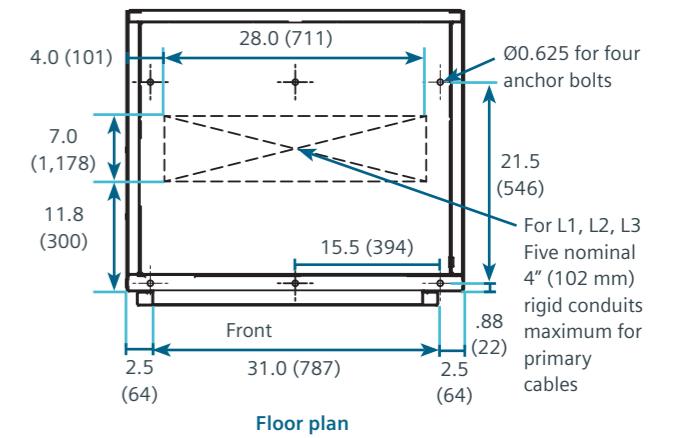 28.0 (711)
4.0 (101)
Ø0.625 for four
anchor bolts
7.0
(1,178)
21.5
(546)
11.8
(300)
For L1, L2, L3
Five nominal
4” (102 mm)
rigid conduits
maximum for
primary
cables
15.5 (394)
.88
(22)
Front
2.5
(64)
31.0 (787)
2.5
(64)
Floor plan